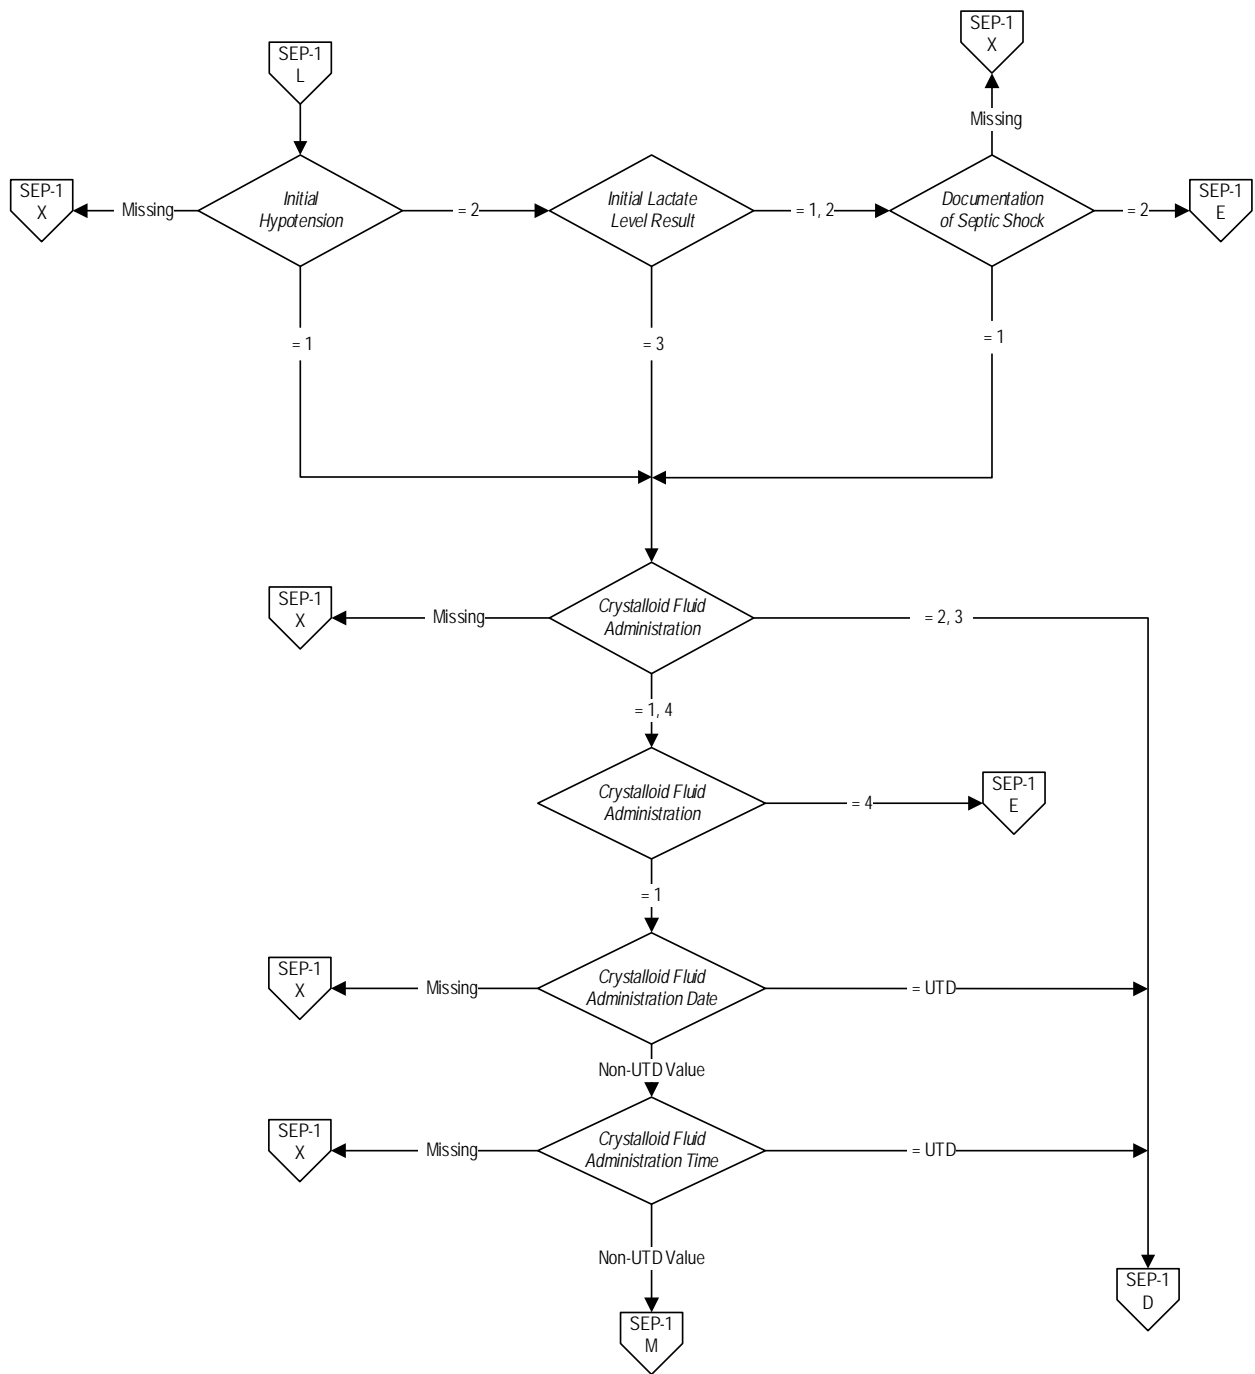 SEP-1
X
SEP-1
L
Missing
SEP-1
X
Missing
Initial
Hypotension
= 2
Initial Lactate
Level Result
= 1, 2
Documentation
of Septic Shock
= 2
SEP-1
E
= 1
= 3
= 1
SEP-1
X
Missing
Crystalloid Fluid
Administration
= 2, 3
= 1, 4
Crystalloid Fluid
Administration
= 4
SEP-1
E
= 1
SEP-1
X
Missing
Crystalloid Fluid
Administration Date
= UTD
Non-UTD Value
SEP-1
X
Missing
Crystalloid Fluid
Administration Time
= UTD
Non-UTD Value
SEP-1
D
SEP-1
M